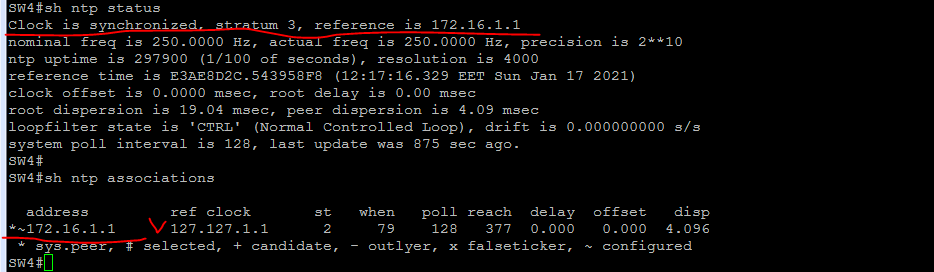 SW4#sh ntp status
Clock is synchronized, stratum 3, reference is 172.16.1.1
nominal freq is 250.0000 Hz, actual freq is 250.0000 Hz, precision is 2**10
ntp uptime is 297900 (1/100 of seconds), resolution is 4000
reference time is E3AE8D2C.543958F8 (12:17:16.329 EET Sun Jan 17 2021)
clock offset is 0.0000 msec, root delay is 0.00 msec
root dispersion is 19.04 msec, peer dispersion is 4.09 msec
loopfilter state is 'CTRL' (Normal Controlled Loop), drift is 0.000000000 s/s
system poll interval is 128, last update was 875 sec ago.
SW4#
SW4#sh ntp associations
address ref clock st when poll reach delay offset disp
*~172.16.1.1 127.127.1.1 2 79 128 377 0.000 0.000 4.096
* sys.peer, # selected, + candidate, - outlyer, x falseticker, ~ configured
SW4#